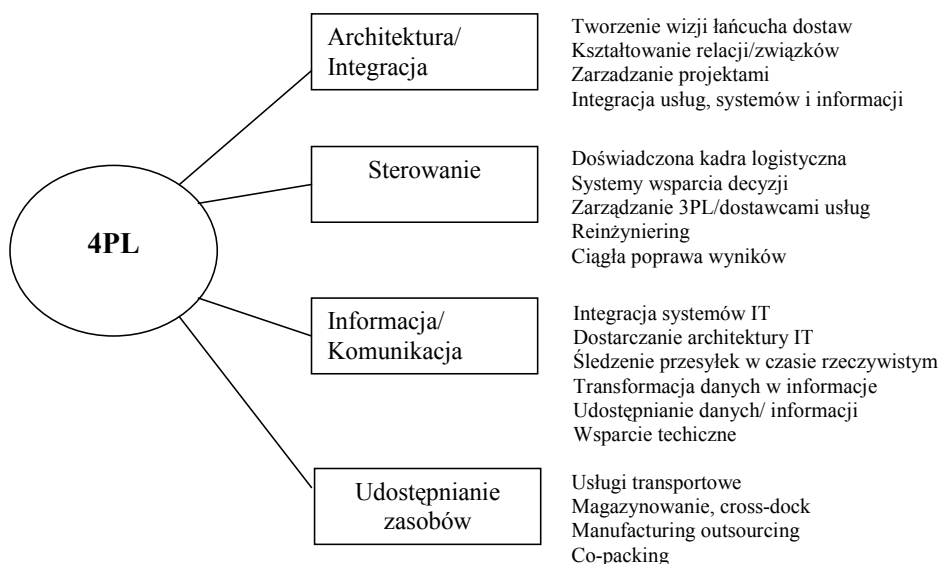 4PL
Architektura/
Integracja
Tworzenie wizji łańcucha dostaw
Kształtowanie relacji/związków
Zarzadzanie projektami
Integracja usług, systemów i informacji
Sterowanie
Doświadczona kadra logistyczna
Systemy wsparcia decyzji
Zarządzanie 3PL/dostawcami usług
Reinżyniering
Ciągła poprawa wyników
Informacja/
Komunikacja
Integracja systemów IT
Dostarczanie architektury IT
Śledzenie przesyłek w czasie rzeczywistym
Transformacja danych w informacje
Udostępnianie danych/ informacji
Wsparcie techiczne
Udostępnianie
zasobów
Usługi transportowe
Magazynowanie, cross-dock
Manufacturing outsourcing
Co-packing